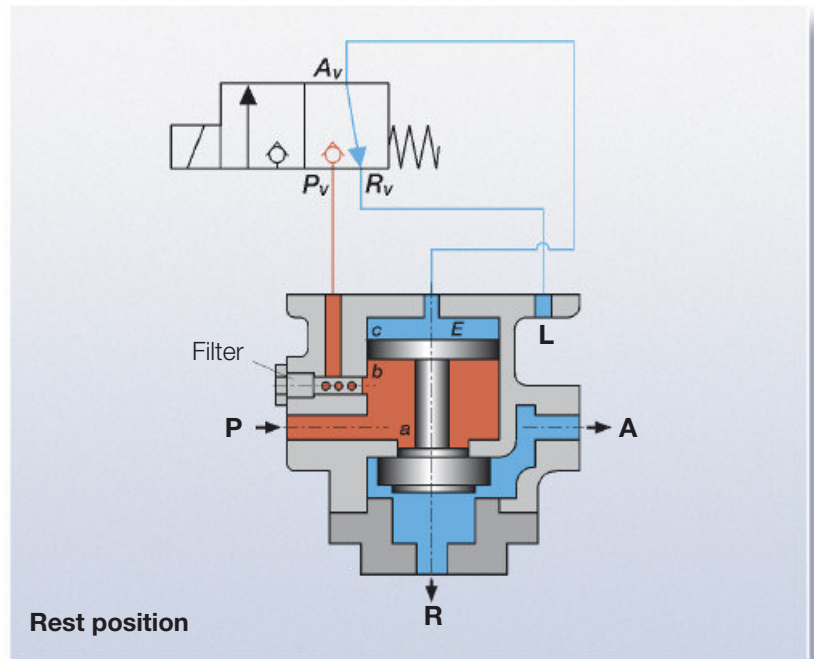 Av
Pv Rv
c E L
Filter
b
P a A
R
Rest position